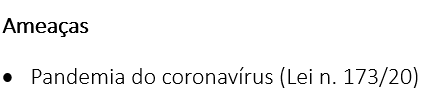 Ameaças
• Pandemia do coronavírus (Lei n. 173/20)